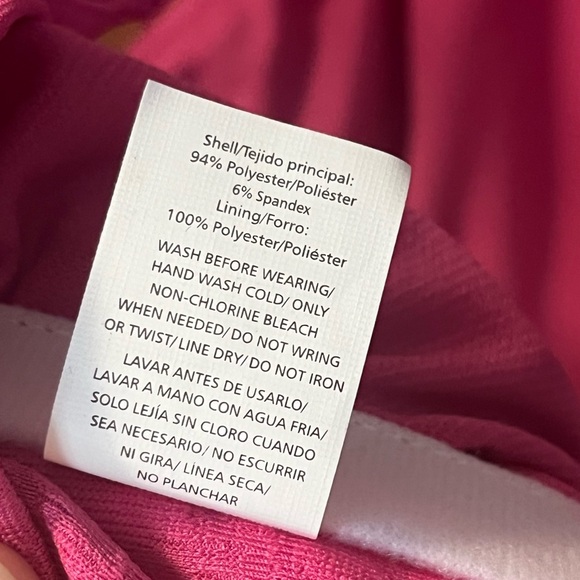 Shell/Tejido principal:
94% Polyester/Poliéster
6% Spandex
Lining/Forro:
100% Polyester/Poliéster
WASH BEFORE WEARING/
HAND WASH COLD/ ONLY
NON-CHLORINE BLEACH
WHEN NEEDED/ DO NOT WRING
OR TWIST/ LINE DRY/ DO NOT IRON
LAVAR ANTES DE USARLO/
LAVAR A MANO CON AGUA FRIA/
SOLO LEJÍA SIN CLORO CUANDO
SEA NECESARIO/ NO ESCURRIR
NI GIRA/ LÍNEA SECA/
NO PLANCHAR